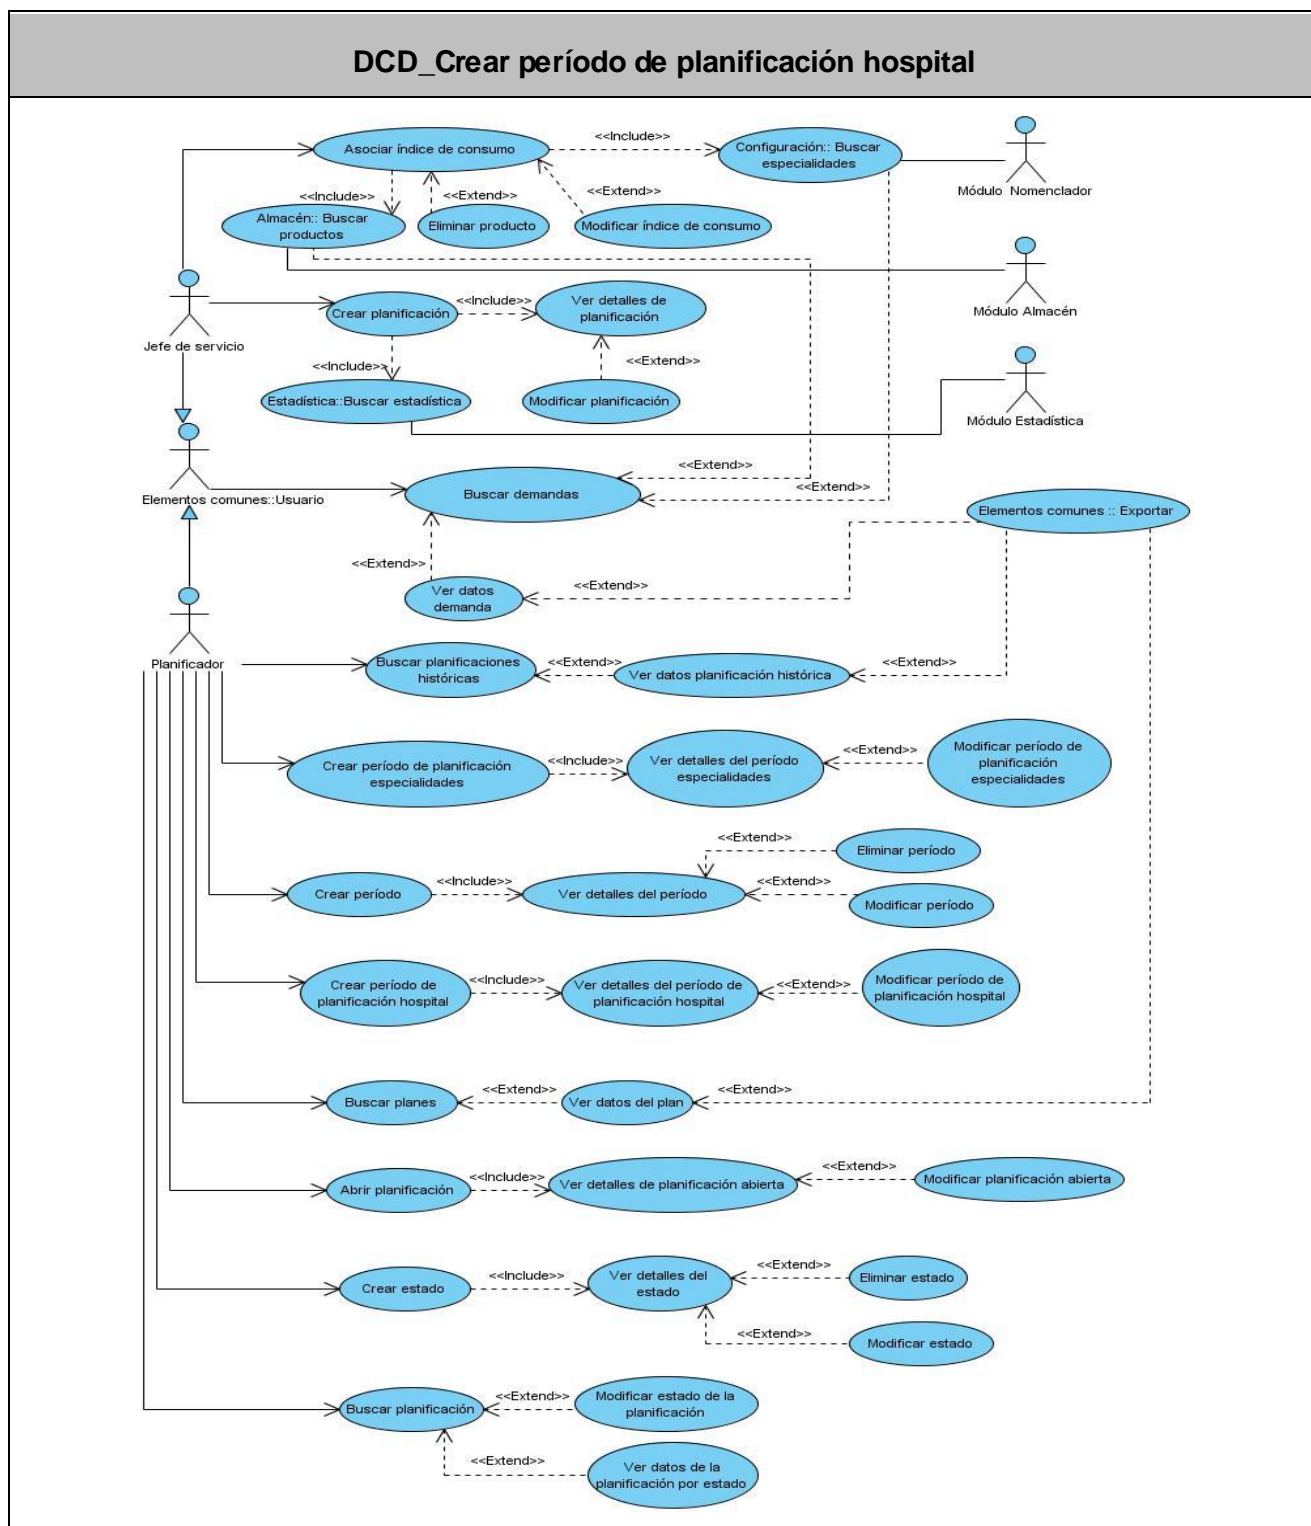 DCD_Crear período de planificación hospital
<<Include>>
Asociar índice de consumo
Configuración:: Buscar
especialidades
Módulo Nomenclador
<<Include>>
<<Extend>>
<<Extend>>
Almacén:: Buscar
productos
Eliminar producto
Modificar índice de consumo
Módulo Almacén
Jefe de servicio
Crear planificación
<<Include>>
Ver detalles de
planificación
<<Include>>
<<Extend>>
Estadística::Buscar estadística
Modificar planificación
Módulo Estadística
Elementos comunes::Usuario
Buscar demandas
<<Extend>>
<<Extend>>
Elementos comunes :: Exportar
<<Extend>>
Ver datos
demanda
<<Extend>>
Planificador
Buscar planificaciones
históricas
<<Extend>>
Ver datos planificación histórica
<<Extend>>
Crear período de planificación
especialidades
<<Include>>
Ver detalles del período
especialidades
<<Extend>>
Modificar período de
planificación
especialidades
<<Extend>>
Eliminar período
Crear período
<<Include>>
Ver detalles del período
<<Extend>>
Modificar período
Crear período de
planificación hospital
<<Include>>
Ver detalles del período de
planificación hospital
<<Extend>>
Modificar período de
planificación hospital
Buscar planes
<<Extend>>
Ver datos del plan
<<Extend>>
Abrir planificación
<<Include>>
Ver detalles de planificación abierta
<<Extend>>
Modificar planificación abierta
Crear estado
<<Include>>
Ver detalles del
estado
<<Extend>>
Eliminar estado
<<Extend>>
Modificar estado
Buscar planificación
<<Extend>>
Modificar estado de la
planificación
<<Extend>>
Ver datos de la
planificación por estado